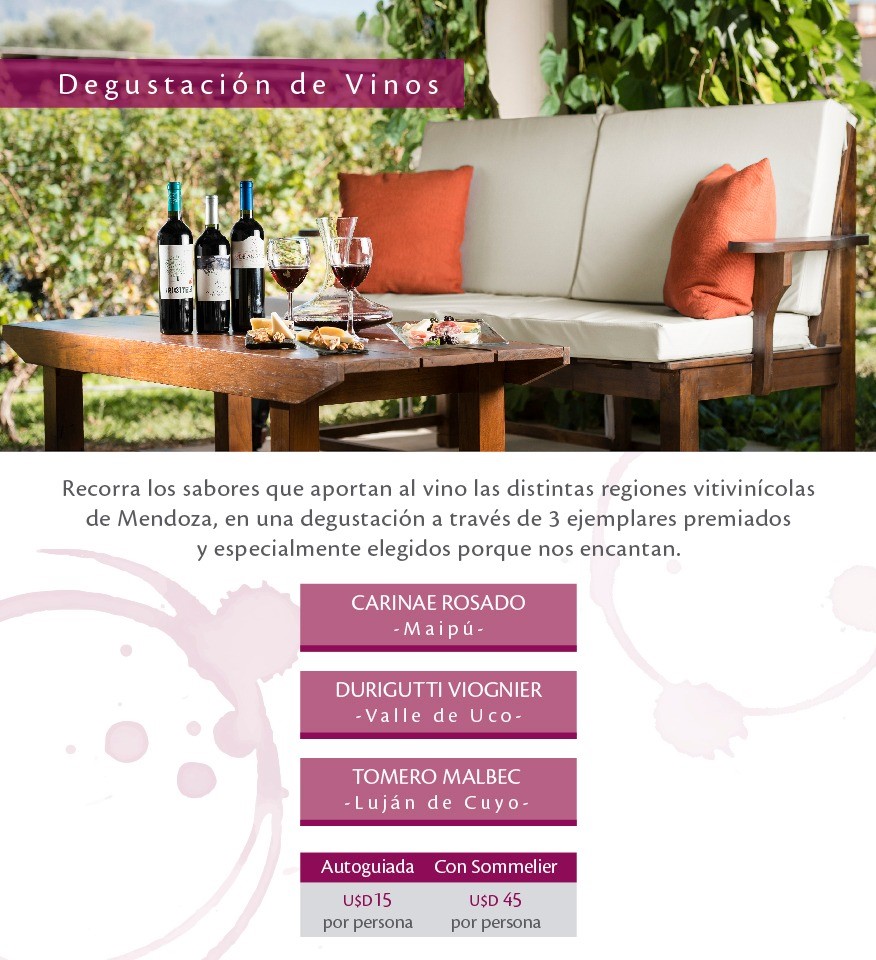 Degustación de Vinos
Recorra los sabores que aportan al vino las distintas regiones vitivinícolas
de Mendoza, en una degustación a través de 3 ejemplares premiados
y especialmente elegidos porque nos encantan.
CARINAE ROSADO
-Maipú-
DURIGUTTI VIOGNIER
-Valle de Uco-
TOMERO MALBEC
-Luján de Cuyo-
Autoguiada Con Sommelier
U$D 15 U$D 45
por persona por persona